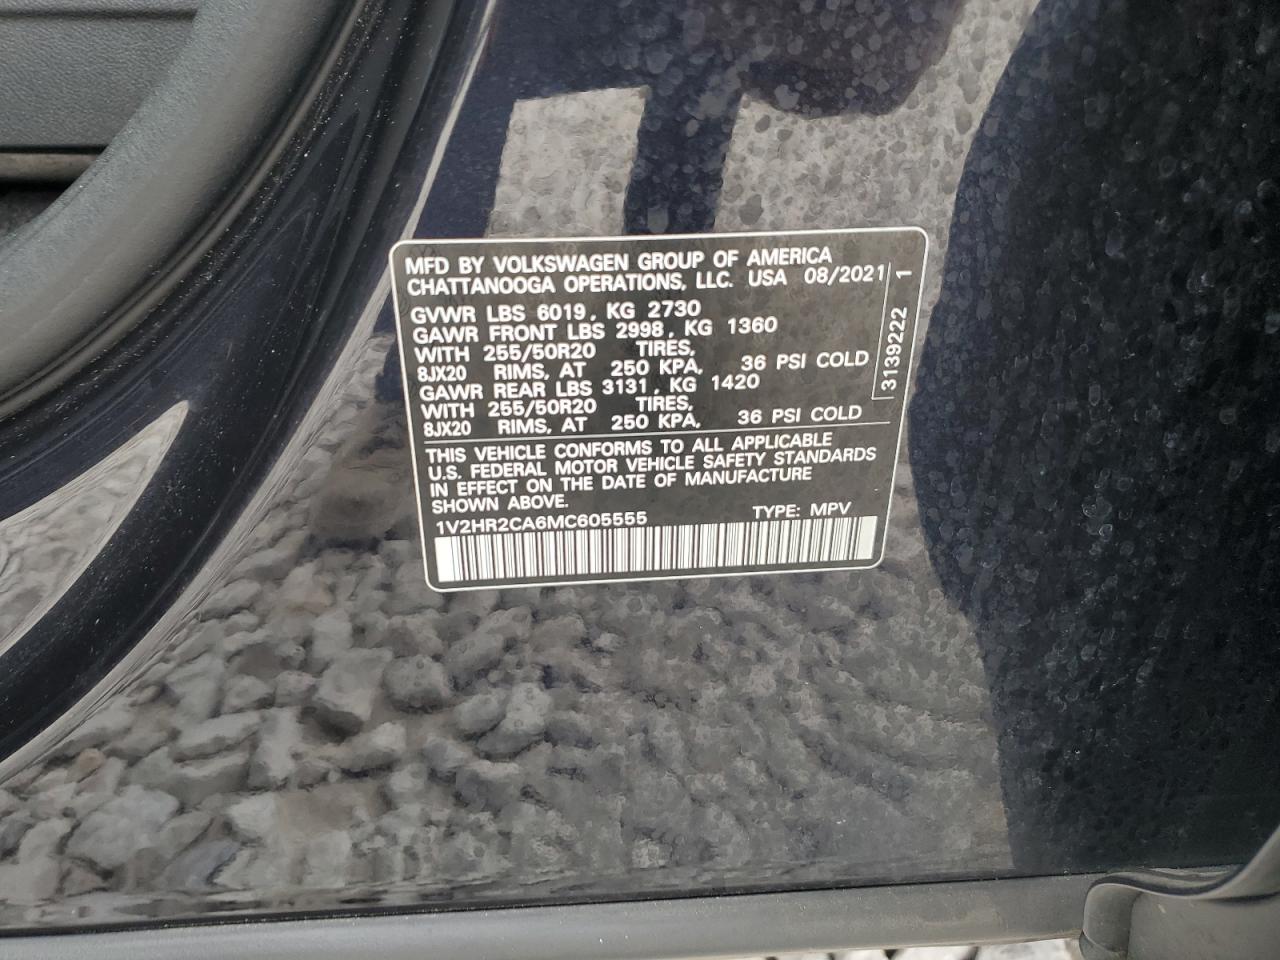 MFD BY VOLKSWAGEN GROUP OF AMERICA
CHATTANOOGA OPERATIONS, LLC. USA 08/2021
GVWR LBS 6019, KG 2730
GAWR FRONT LBS 2998, KG 1360
WITH 255/50R20 TIRES,
8JX20 RIMS, AT 250 KPA, 36 PSI COLD
GAWR REAR LBS 3131, KG 1420
WITH 255/50R20 TIRES,
8JX20 RIMS, AT 250 KPA, 36 PSI COLD
3139222 1
THIS VEHICLE CONFORMS TO ALL APPLICABLE
U.S. FEDERAL MOTOR VEHICLE SAFETY STANDARDS
IN EFFECT ON THE DATE OF MANUFACTURE
SHOWN ABOVE.
1V2HR2CA6MC605555 TYPE: MPV